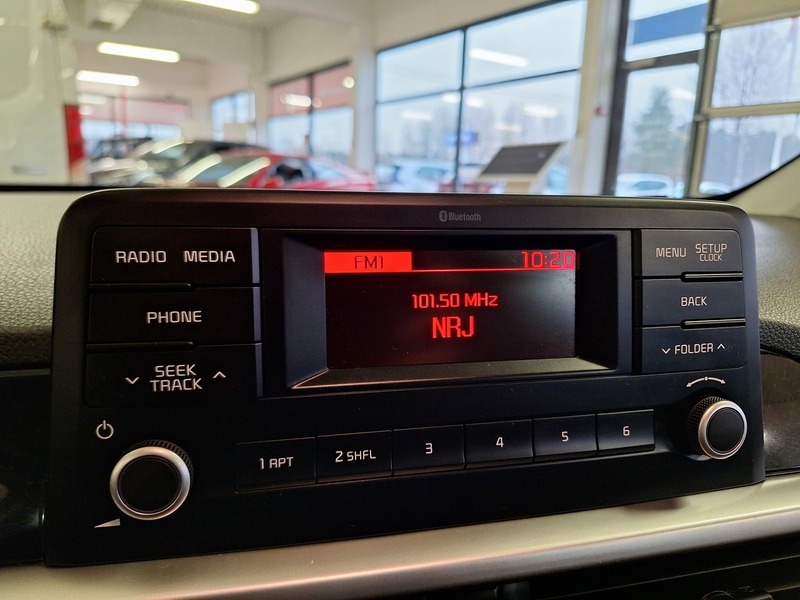 Bluetooth
RADIO MEDIA
PHONE
SEEK
TRACK
FM1 10:20
101.50 MHz
NRJ
MENU SETUP
CLOCK
BACK
FOLDER
1 RPT 2 SHFL 3 4 5 6